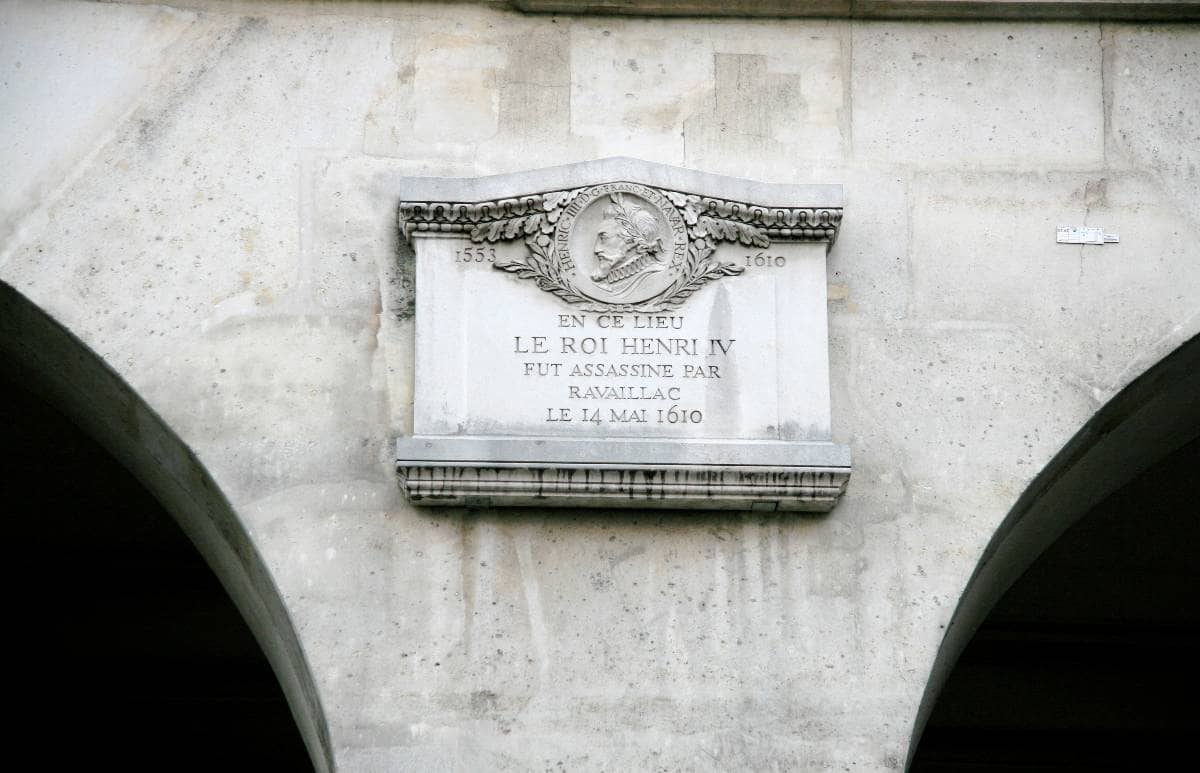 HENRIC·IIII·D·G·FRANC·ET·NAVAR·REX
1553
1610
EN CE LIEU
LE ROI HENRI IV
FUT ASSASSINE PAR
RAVAILLAC
LE 14 MAI 1610